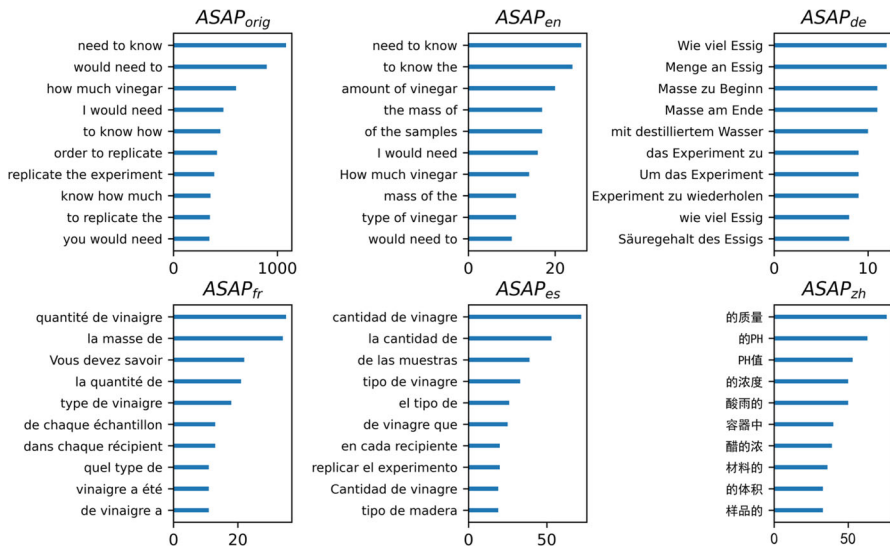 ASAP_orig
need to know
would need to
how much vinegar
I would need
to know how
order to replicate
replicate the experiment
know how much
to replicate the
you would need
0 1000
ASAP_en
need to know
to know the
amount of vinegar
the mass of
of the samples
I would need
How much vinegar
mass of the
type of vinegar
would need to
0 20
ASAP_de
Wie viel Essig
Menge an Essig
Masse zu Beginn
Masse am Ende
mit destilliertem Wasser
das Experiment zu
Um das Experiment
Experiment zu wiederholen
wie viel Essig
Säuregehalt des Essigs
0 10
ASAP_fr
quantité de vinaigre
la masse de
Vous devez savoir
la quantité de
type de vinaigre
de chaque échantillon
dans chaque récipient
quel type de
vinaigre a été
de vinaigre a
0 20
ASAP_es
cantidad de vinagre
la cantidad de
de las muestras
tipo de vinagre
el tipo de
de vinagre que
en cada recipiente
replicar el experimento
Cantidad de vinagre
tipo de madera
0 50
ASAP_zh
的质量
的PH
PH值
的浓度
酸雨的
容器中
醋的浓
材料的
的体积
样品的
0 50